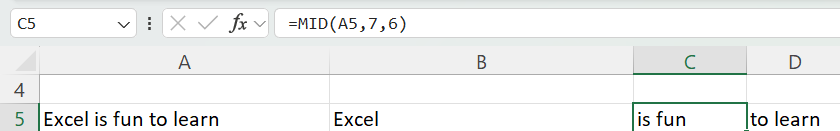 C5 fx =MID(A5,7,6)
A B C D
4
5 Excel is fun to learn Excel is fun to learn